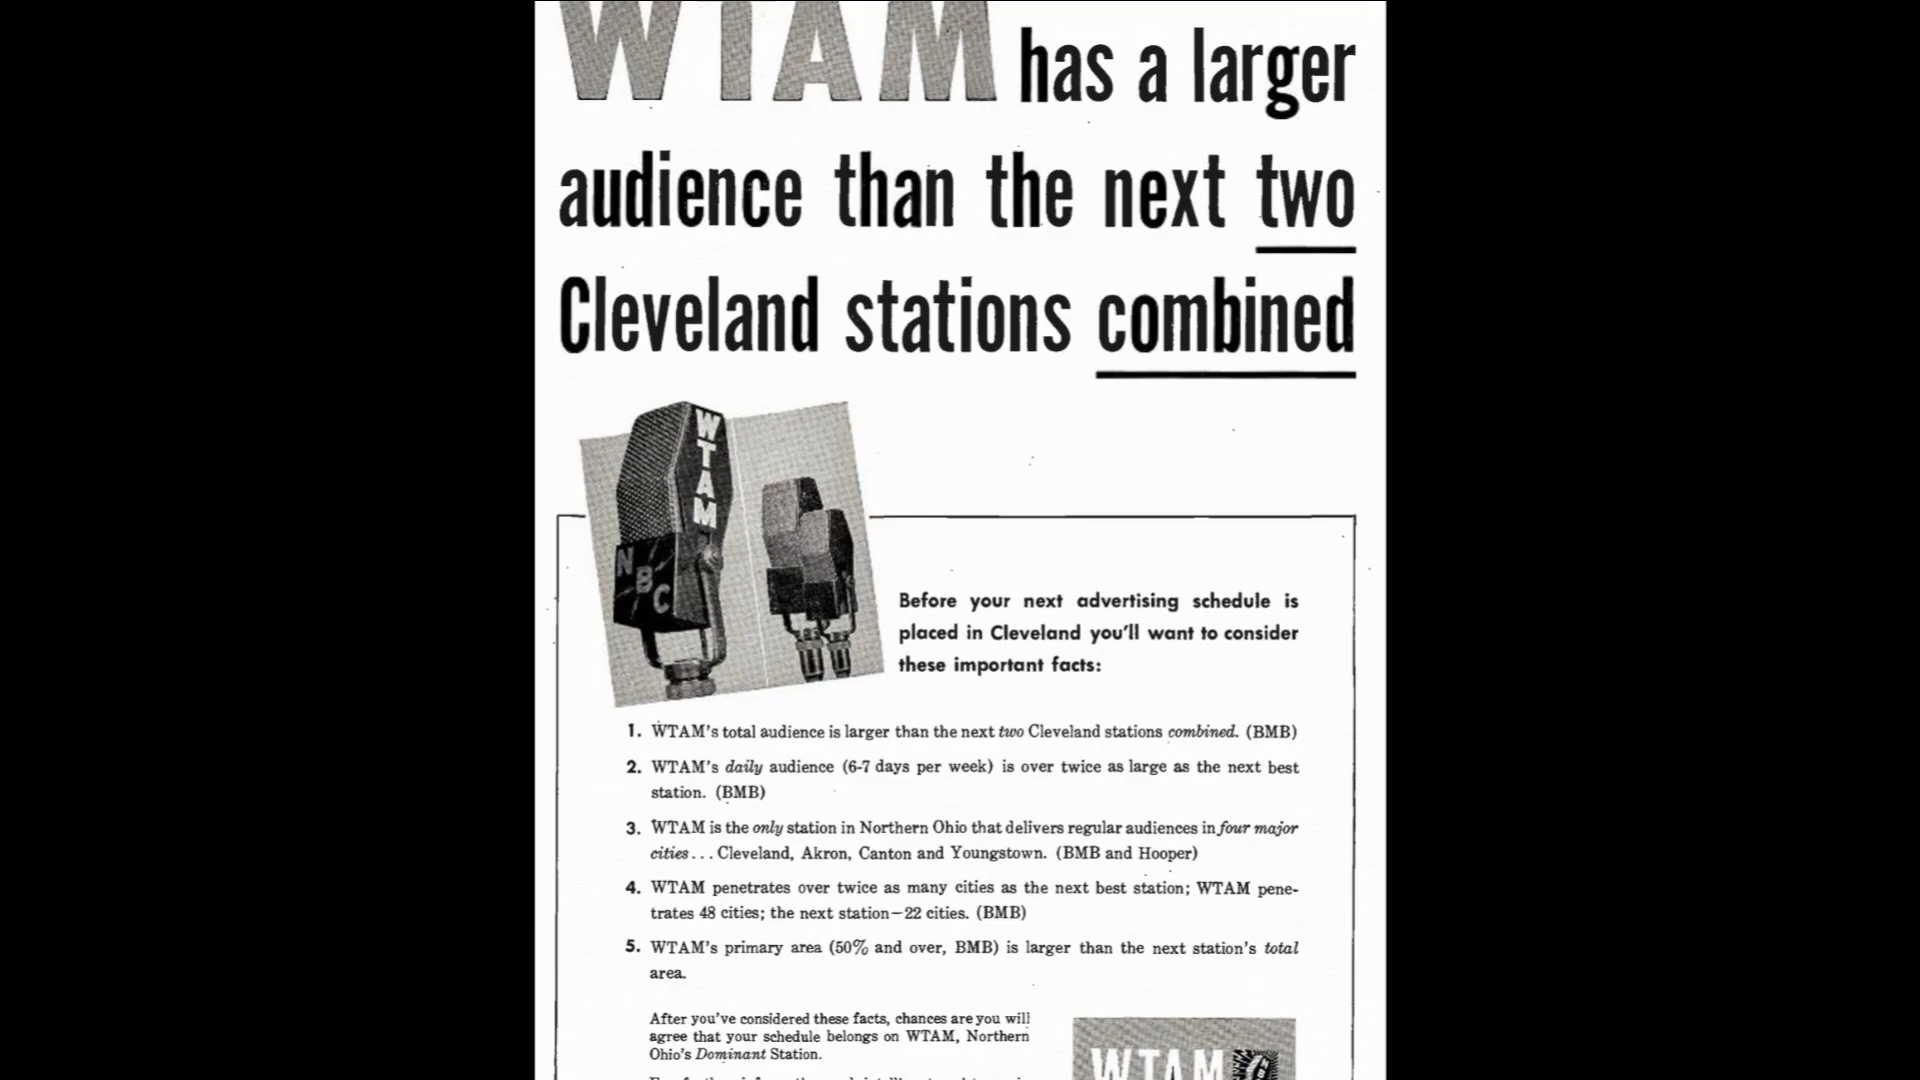 WTAM has a larger
audience than the next two
Cleveland stations combined
WTAM
NBC
Before your next advertising schedule is
placed in Cleveland you'll want to consider
these important facts:
1. WTAM's total audience is larger than the next two Cleveland stations combined. (BMB)
2. WTAM's daily audience (6-7 days per week) is over twice as large as the next best
station. (BMB)
3. WTAM is the only station in Northern Ohio that delivers regular audiences in four major
cities... Cleveland, Akron, Canton and Youngstown. (BMB and Hooper)
4. WTAM penetrates over twice as many cities as the next best station; WTAM pene-
trates 48 cities; the next station—22 cities. (BMB)
5. WTAM's primary area (50% and over, BMB) is larger than the next station's total
area.
After you've considered these facts, chances are you will
agree that your schedule belongs on WTAM, Northern
Ohio's Dominant Station.
WTAM